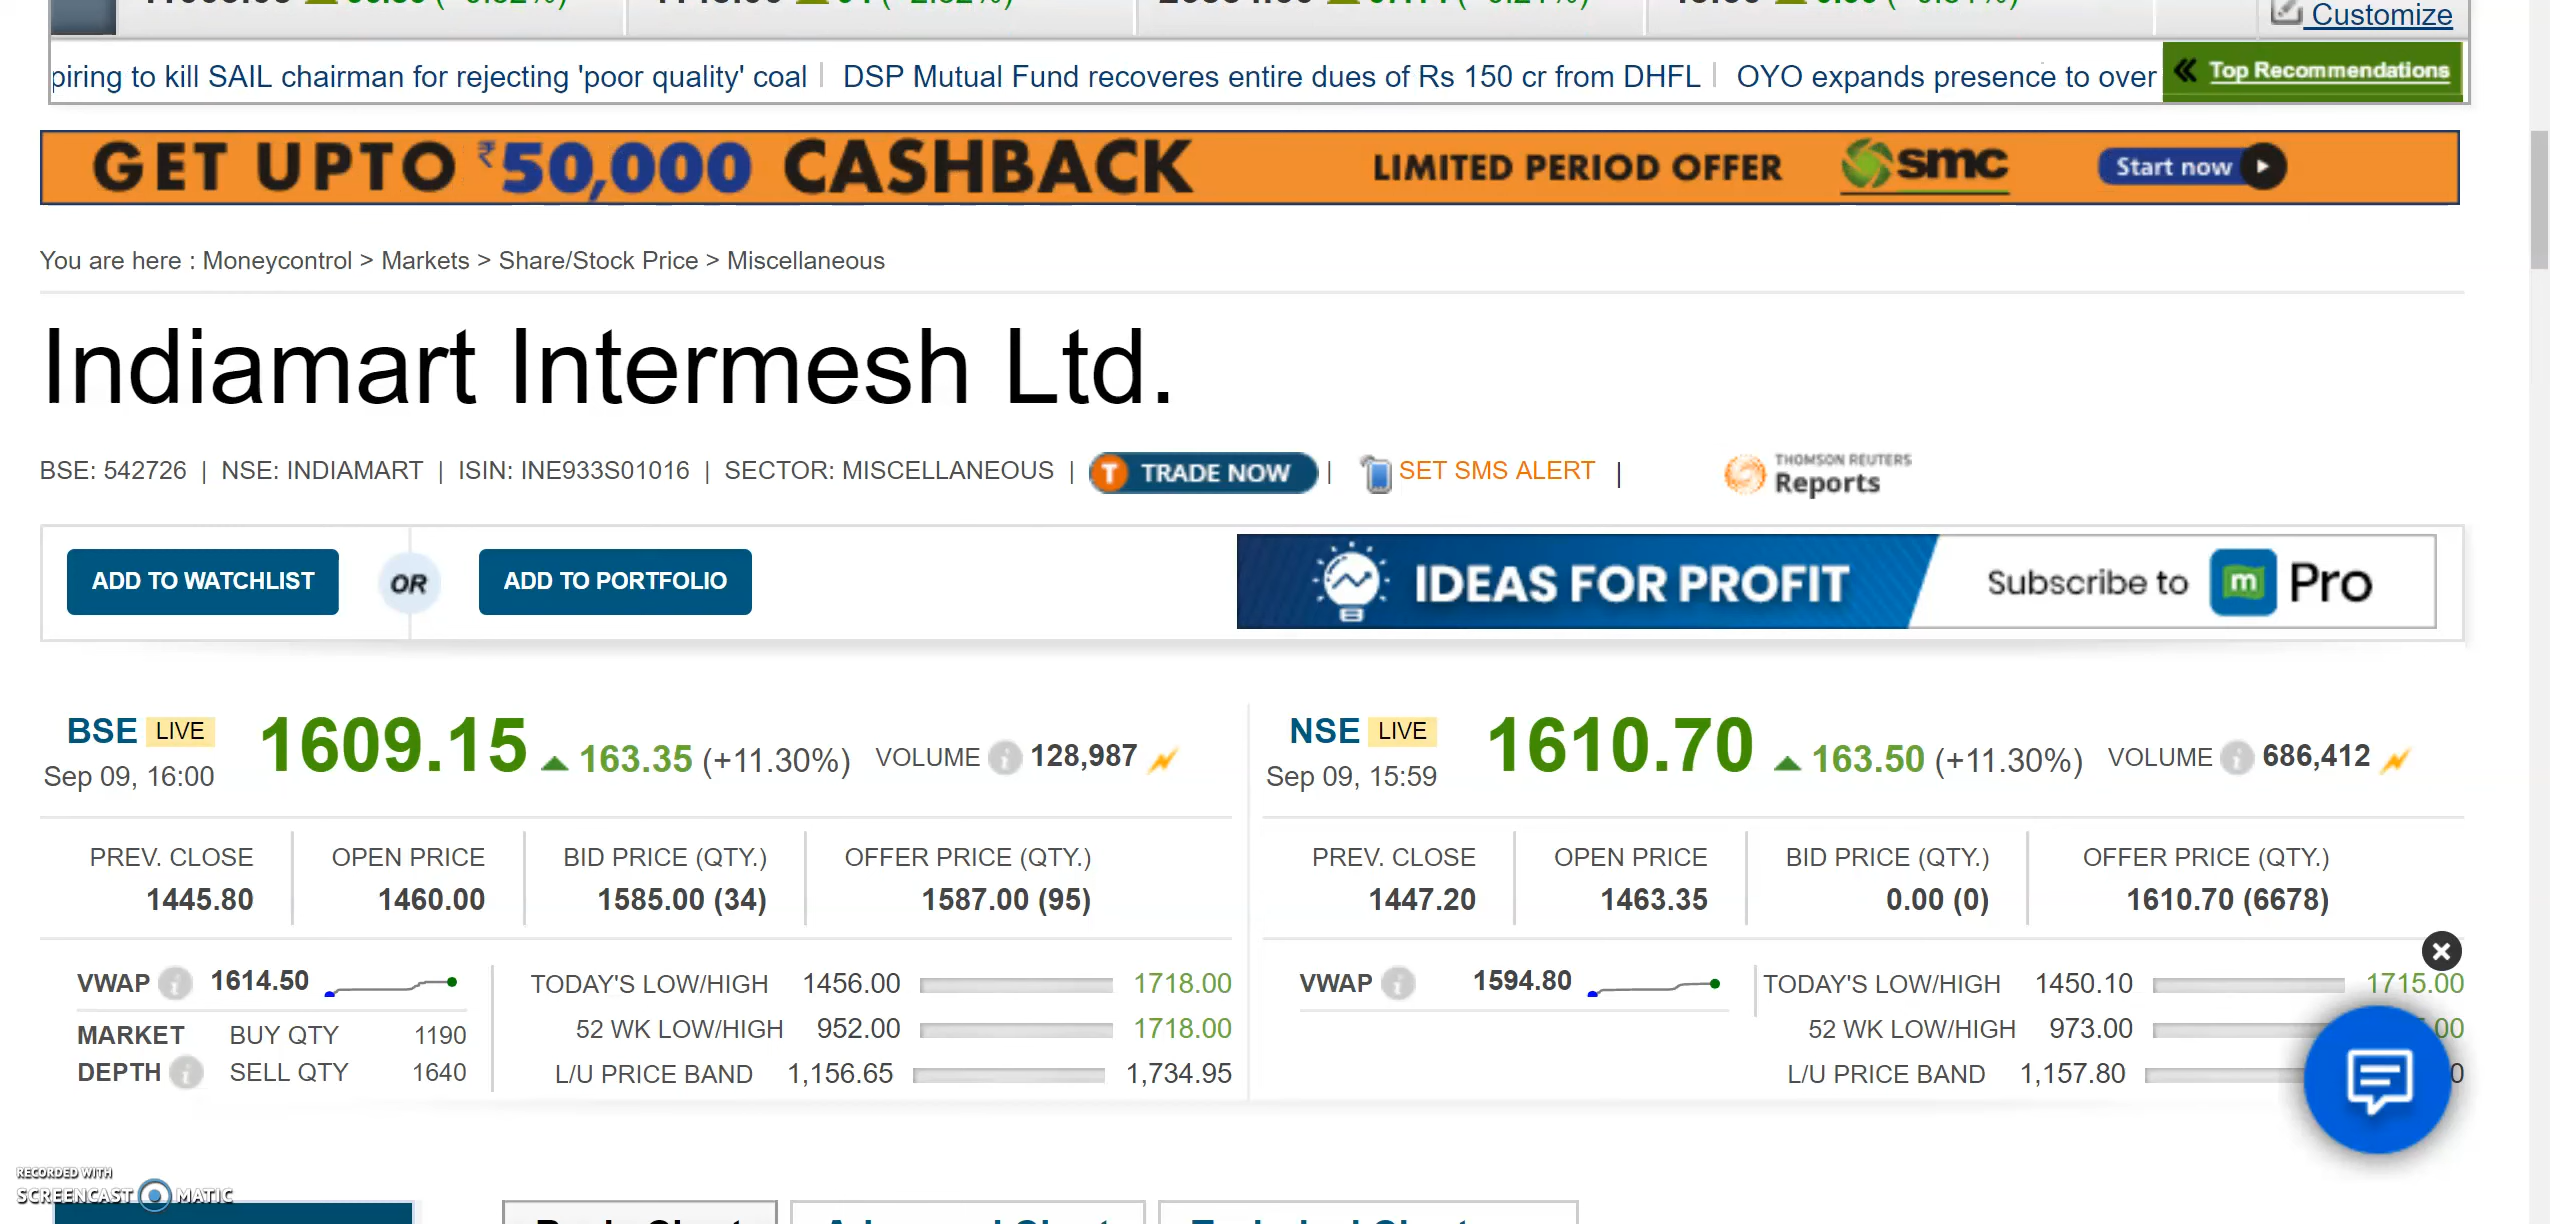 Customize
piring to kill SAIL chairman for rejecting 'poor quality' coal | DSP Mutual Fund recoveres entire dues of Rs 150 cr from DHFL | OYO expands presence to over
Top Recommendations
GET UPTO ₹50,000 CASHBACK LIMITED PERIOD OFFER smc Start now
You are here : Moneycontrol > Markets > Share/Stock Price > Miscellaneous
Indiamart Intermesh Ltd.
BSE: 542726 | NSE: INDIAMART | ISIN: INE933S01016 | SECTOR: MISCELLANEOUS | T TRADE NOW | SET SMS ALERT | THOMSON REUTERS Reports
ADD TO WATCHLIST OR ADD TO PORTFOLIO IDEAS FOR PROFIT Subscribe to m Pro
BSE LIVE 1609.15 163.35 (+11.30%) VOLUME 128,987
Sep 09, 16:00
PREV. CLOSE OPEN PRICE BID PRICE (QTY.) OFFER PRICE (QTY.)
1445.80 1460.00 1585.00 (34) 1587.00 (95)
VWAP 1614.50
MARKET BUY QTY 1190
DEPTH SELL QTY 1640
TODAY'S LOW/HIGH 1456.00 1718.00
52 WK LOW/HIGH 952.00 1718.00
L/U PRICE BAND 1,156.65 1,734.95
NSE LIVE 1610.70 163.50 (+11.30%) VOLUME 686,412
Sep 09, 15:59
PREV. CLOSE OPEN PRICE BID PRICE (QTY.) OFFER PRICE (QTY.)
1447.20 1463.35 0.00 (0) 1610.70 (6678)
VWAP 1594.80
TODAY'S LOW/HIGH 1450.10 1715.00
52 WK LOW/HIGH 973.00
L/U PRICE BAND 1,157.80
RECORDED WITH
SCREENCAST MATIC